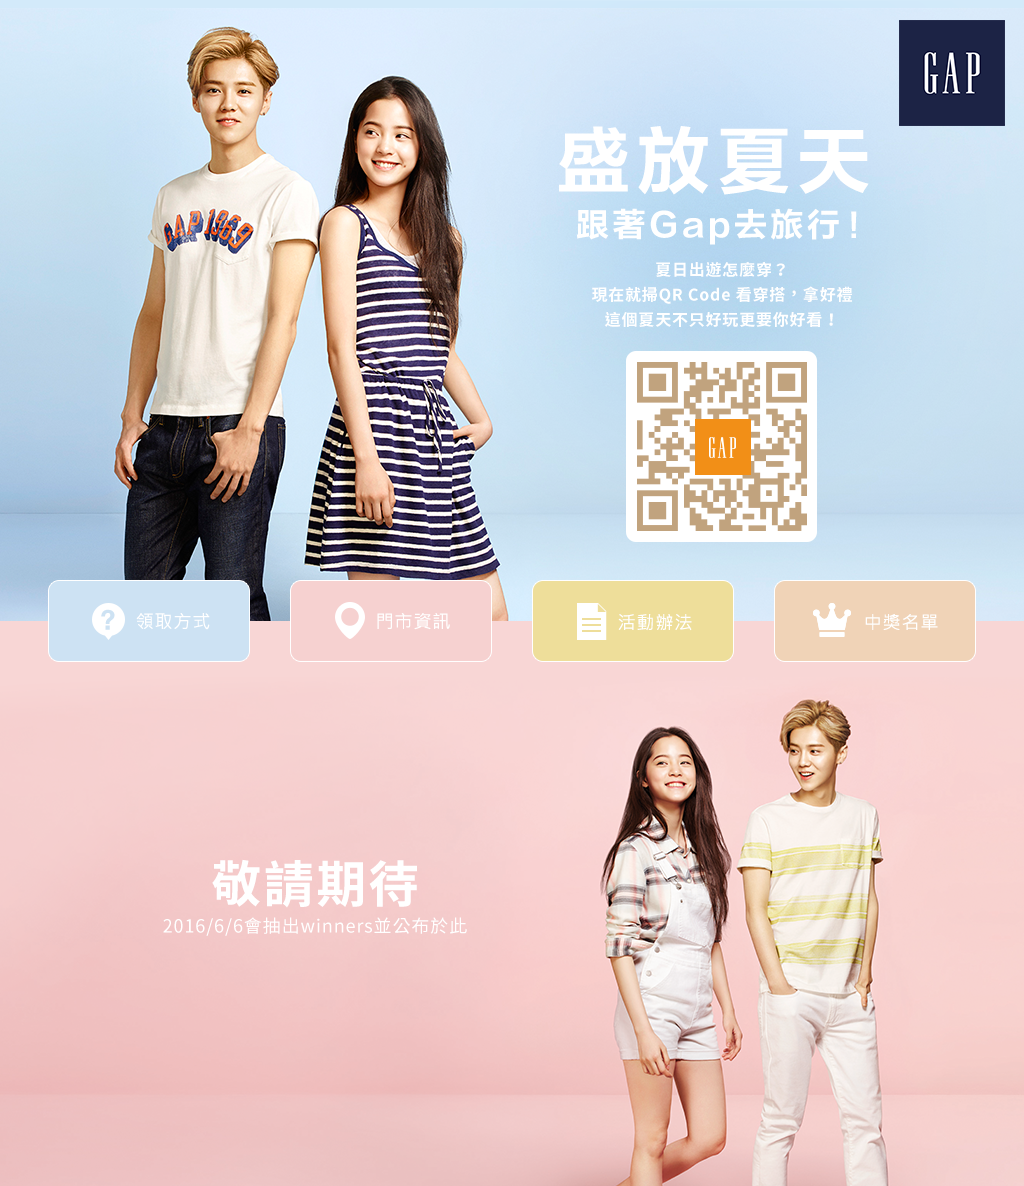 GAP
GAP 1969
盛放夏天
跟著Gap去旅行!
夏日出遊怎麼穿?
現在就掃QR Code 看穿搭,拿好禮
這個夏天不只好玩更要你好看!
GAP
領取方式
門市資訊
活動辦法
中獎名單
敬請期待
2016/6/6會抽出winners並公布於此